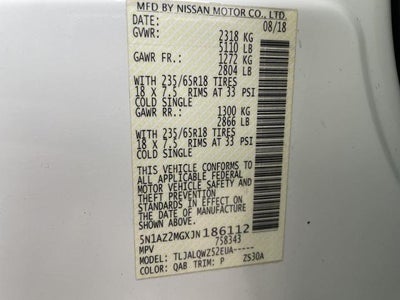 MFD BY NISSAN MOTOR CO., LTD.
DATE: 08/18
GVWR: 2318 KG
5110 LB
GAWR FR.: 1272 KG
2804 LB
WITH 235/65R18 TIRES
18 X 7.5 RIMS AT 33 PSI
COLD SINGLE
GAWR RR.: 1300 KG
2866 LB
WITH 235/65R18 TIRES
18 X 7.5 RIMS AT 33 PSI
COLD SINGLE
THIS VEHICLE CONFORMS TO
ALL APPLICABLE FEDERAL
MOTOR VEHICLE SAFETY AND
THEFT PREVENTION
STANDARDS IN EFFECT ON
THE DATE OF MANUFACTURE
SHOWN ABOVE.
5N1AZ2MGXJN186112
758343
MPV
MODEL: TLJALQWZ52EUA-----
COLOR: QAB TRIM: P ZS30A